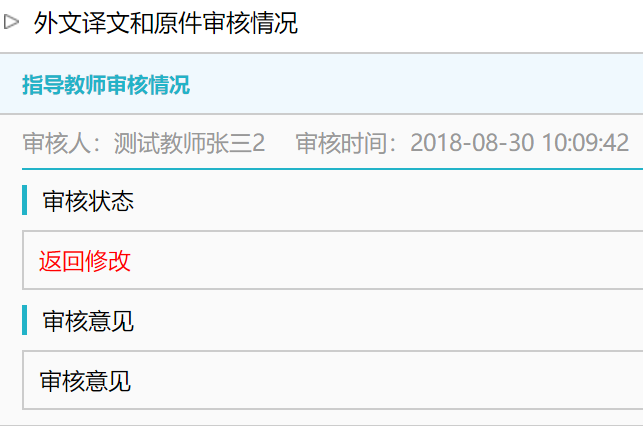 外文译文和原件审核情况
指导教师审核情况
审核人：测试教师张三2 审核时间：2018-08-30 10:09:42
审核状态
返回修改
审核意见
审核意见